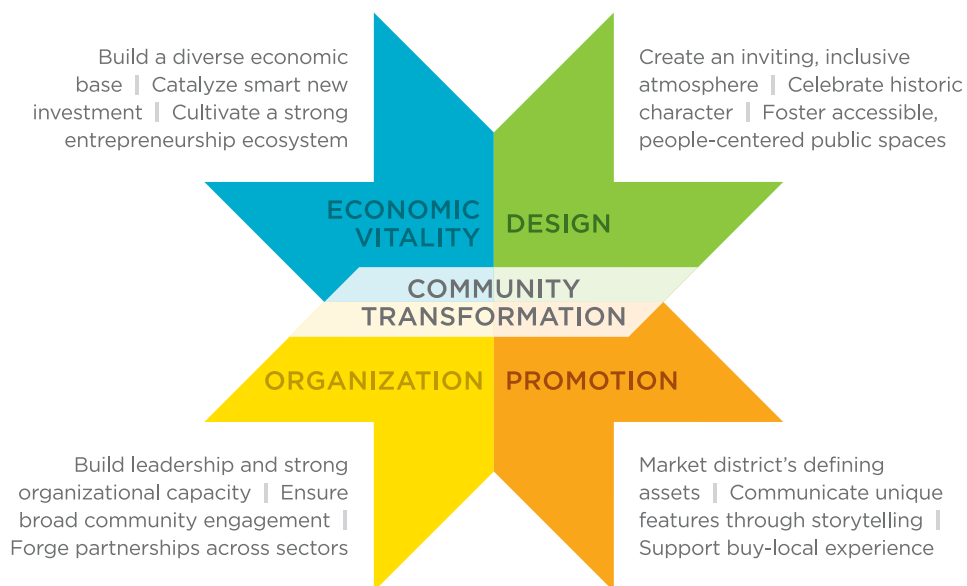 Build a diverse economic
base | Catalyze smart new
investment | Cultivate a strong
entrepreneurship ecosystem
Create an inviting, inclusive
atmosphere | Celebrate historic
character | Foster accessible,
people-centered public spaces
ECONOMIC
VITALITY
DESIGN
COMMUNITY
TRANSFORMATION
ORGANIZATION
PROMOTION
Build leadership and strong
organizational capacity | Ensure
broad community engagement |
Forge partnerships across sectors
Market district’s defining
assets | Communicate unique
features through storytelling |
Support buy-local experience